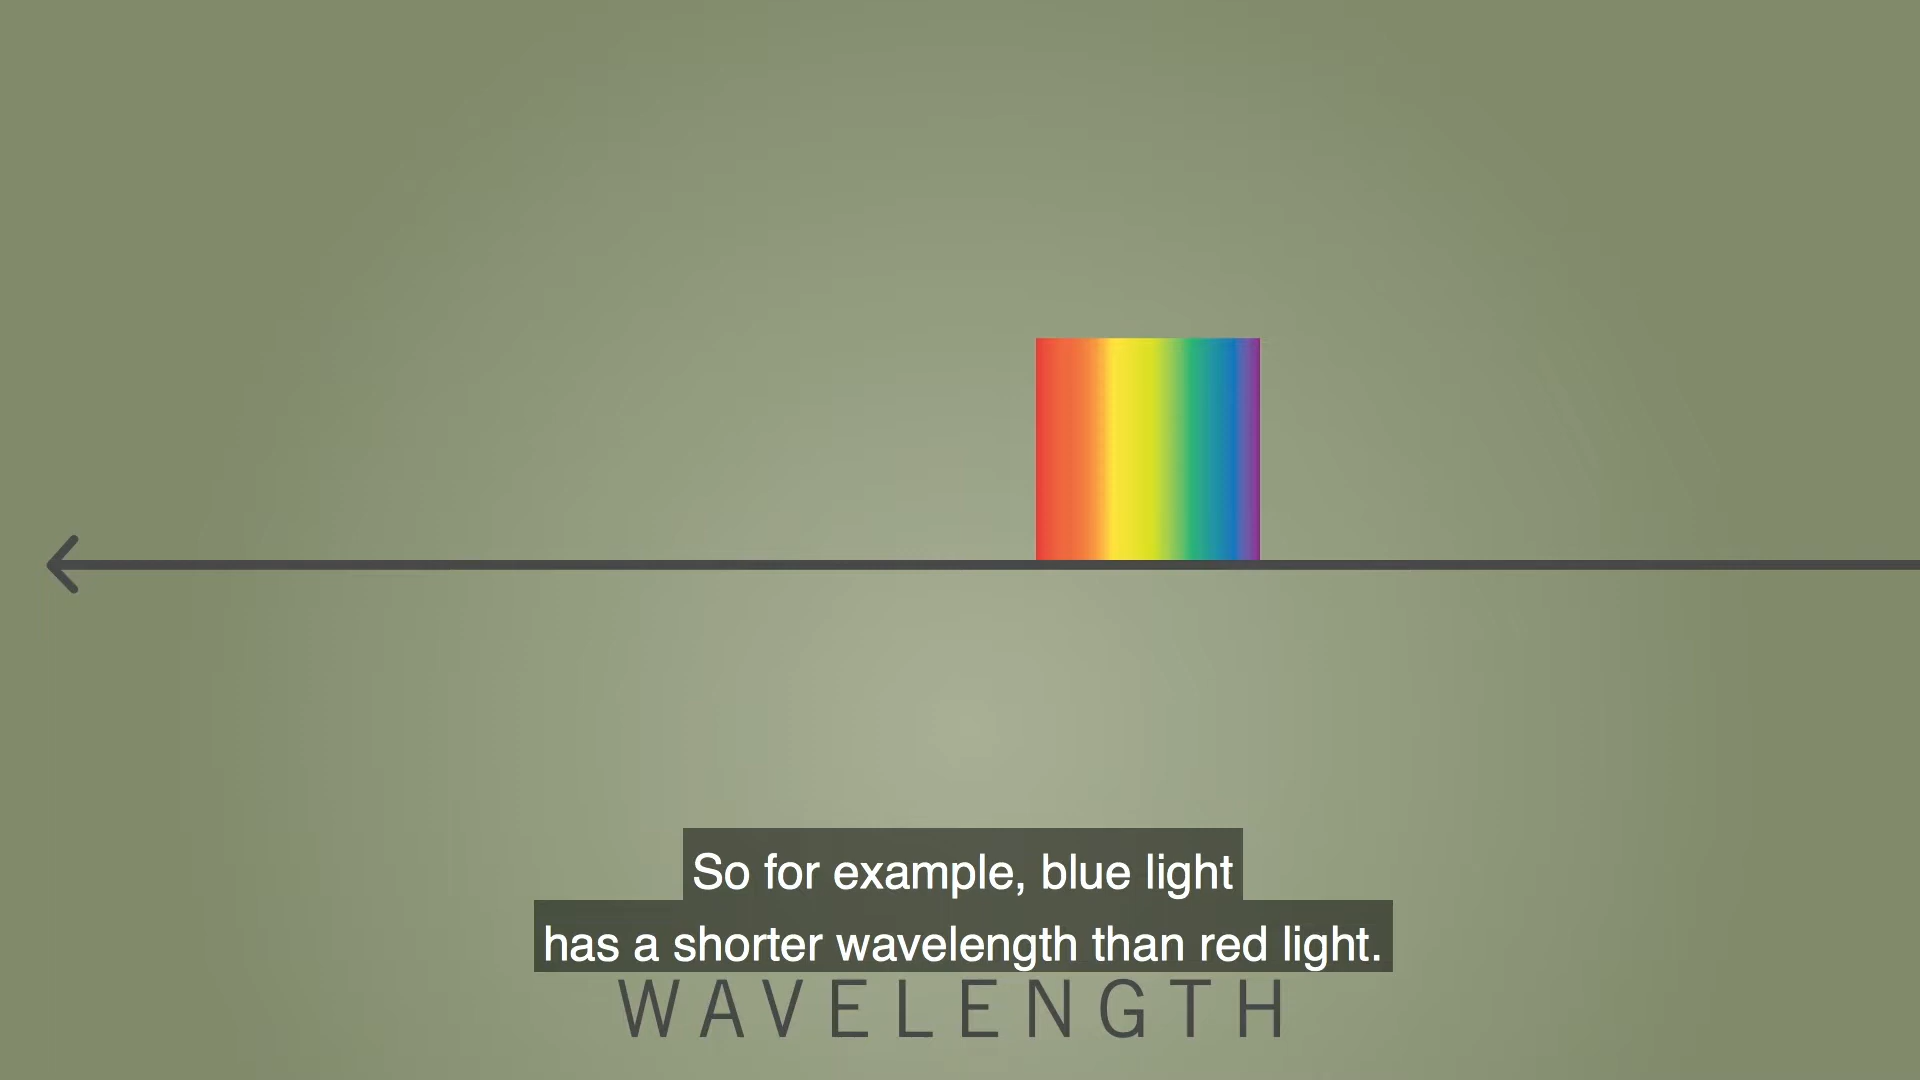 So for example, blue light
has a shorter wavelength than red light.
WAVELENGTH